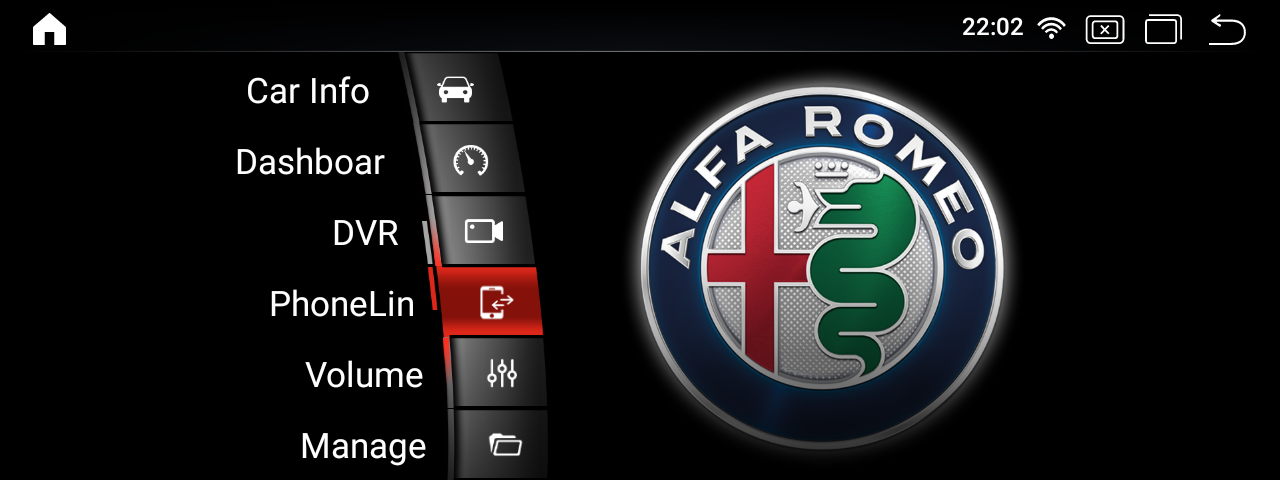 22:02
Car Info
Dashboar
DVR
PhoneLin
Volume
Manage
ALFA ROMEO